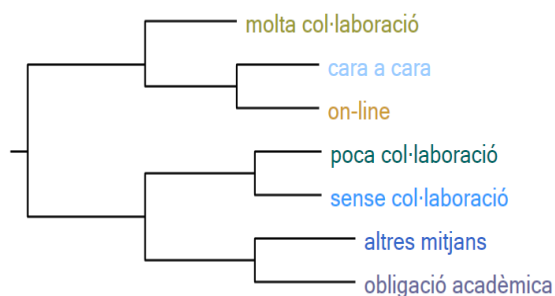 molta col·laboració
cara a cara
on-line
poca col·laboració
sense col·laboració
altres mitjans
obligació acadèmica